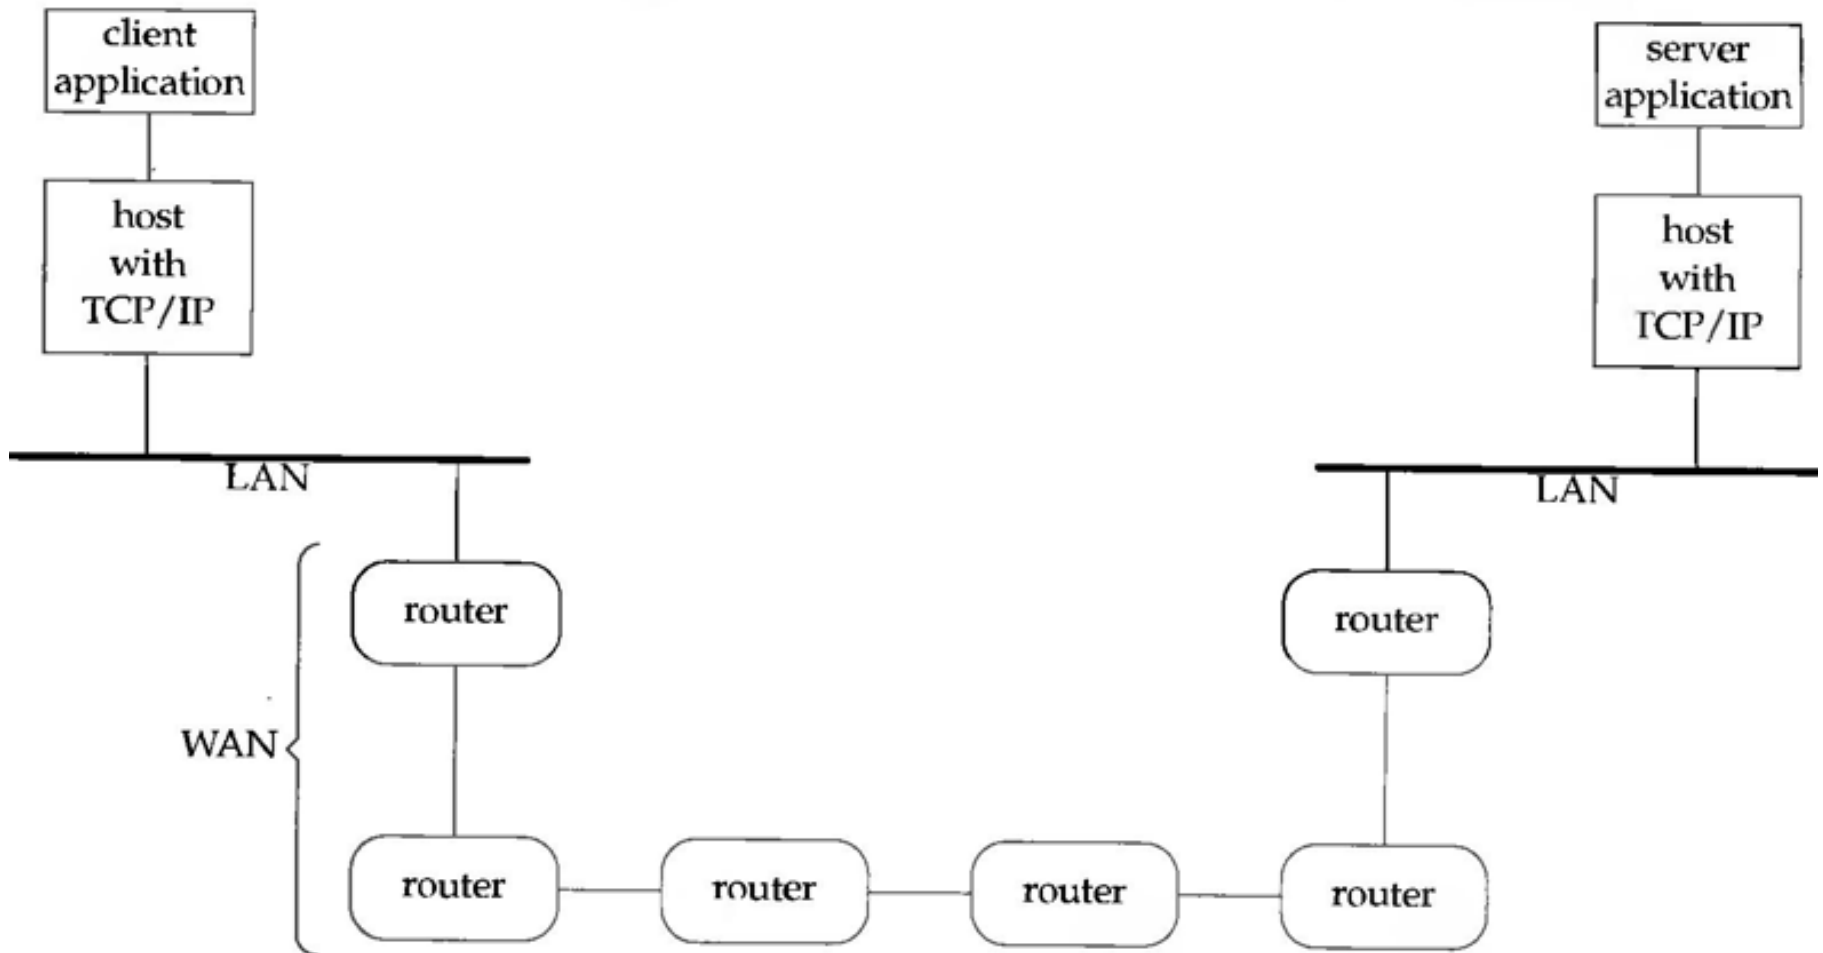 client
application
server
application
host
with
TCP/IP
host
with
TCP/IP
LAN
LAN
router
router
WAN
router
router
router
router